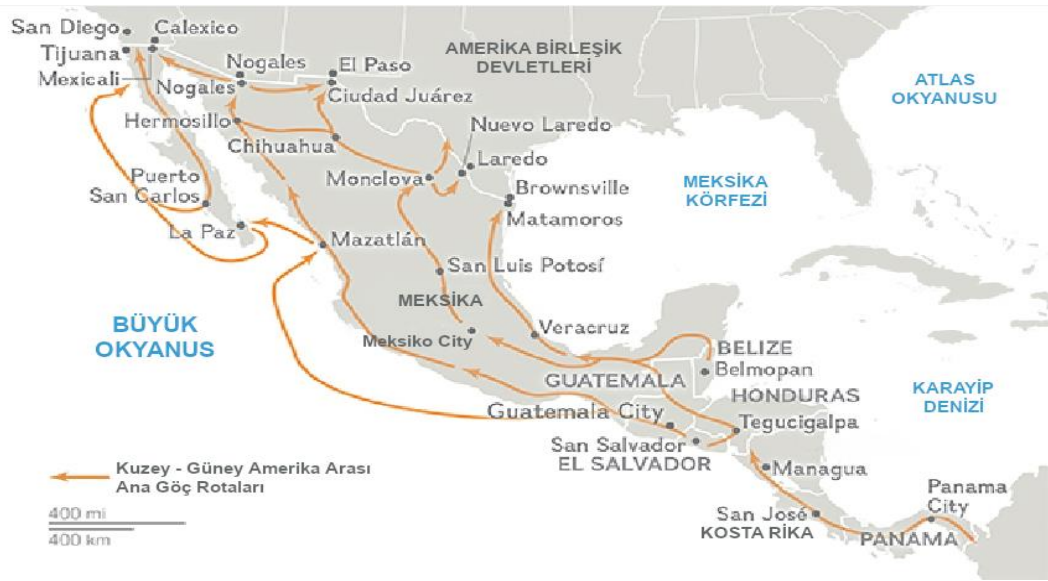 San Diego
Calexico
Tijuana
Mexicali
Nogales
Nogales
El Paso
Ciudad Juárez
AMERİKA BİRLEŞİK
DEVLETLERİ
ATLAS
OKYANUSU
Hermosillo
Chihuahua
Nuevo Laredo
Laredo
Monclova
Brownsville
Matamoros
MEKSİKA
KÖRFEZİ
Puerto
San Carlos
La Paz
Mazatlán
San Luis Potosí
MEKSİKA
Meksiko City
Veracruz
BÜYÜK
OKYANUS
BELIZE
Belmopan
GUATEMALA
HONDURAS
KARAYİP
DENİZİ
Guatemala City
Tegucigalpa
San Salvador
EL SALVADOR
Managua
Kuzey - Güney Amerika Arası
Ana Göç Rotaları
Panama
City
San José
KOSTA RİKA
PANAMA
400 mi
400 km